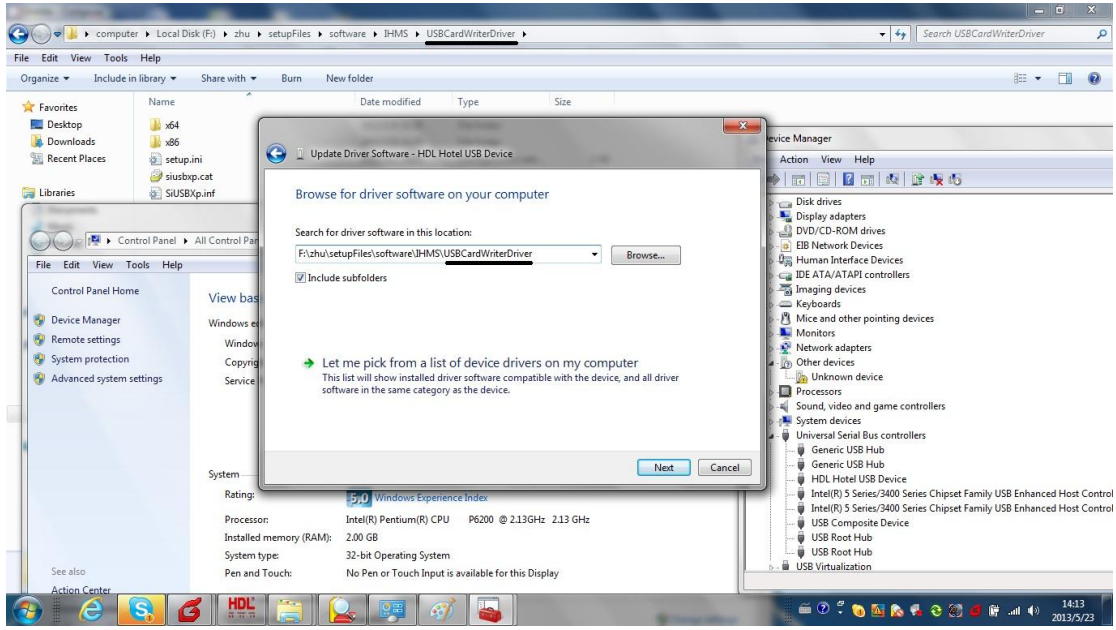 computer ▸ Local Disk (F:) ▸ zhu ▸ setupFiles ▸ software ▸ IHMS ▸ USBCardWriterDriver ▸
Search USBCardWriterDriver
File Edit View Tools Help
Organize Include in library Share with Burn New folder
Favorites
Desktop
Downloads
Recent Places
Libraries
Name Date modified Type Size
x64
x86
setup.ini
siusbxp.cat
SiUSBXp.inf
Control Panel ▸ All Control Par
File Edit View Tools Help
Control Panel Home
Device Manager
Remote settings
System protection
Advanced system settings
See also
Action Center
View bas
Windows ed
Window
Copyrig
Service
System
Rating: 5,0 Windows Experience Index
Processor: Intel(R) Pentium(R) CPU P6200 @ 2.13GHz 2.13 GHz
Installed memory (RAM): 2.00 GB
System type: 32-bit Operating System
Pen and Touch: No Pen or Touch Input is available for this Display
Update Driver Software - HDL Hotel USB Device
Browse for driver software on your computer
Search for driver software in this location:
F:\zhu\setupFiles\software\IHMS\USBCardWriterDriver
Browse...
Include subfolders
Let me pick from a list of device drivers on my computer
This list will show installed driver software compatible with the device, and all driver
software in the same category as the device.
Next Cancel
evice Manager
Action View Help
Disk drives
Display adapters
DVD/CD-ROM drives
EIB Network Devices
Human Interface Devices
IDE ATA/ATAPI controllers
Imaging devices
Keyboards
Mice and other pointing devices
Monitors
Network adapters
Other devices
Unknown device
Processors
Sound, video and game controllers
System devices
Universal Serial Bus controllers
Generic USB Hub
Generic USB Hub
HDL Hotel USB Device
Intel(R) 5 Series/3400 Series Chipset Family USB Enhanced Host Control
Intel(R) 5 Series/3400 Series Chipset Family USB Enhanced Host Control
USB Composite Device
USB Root Hub
USB Root Hub
USB Virtualization
HDL
14:13
2013/5/23